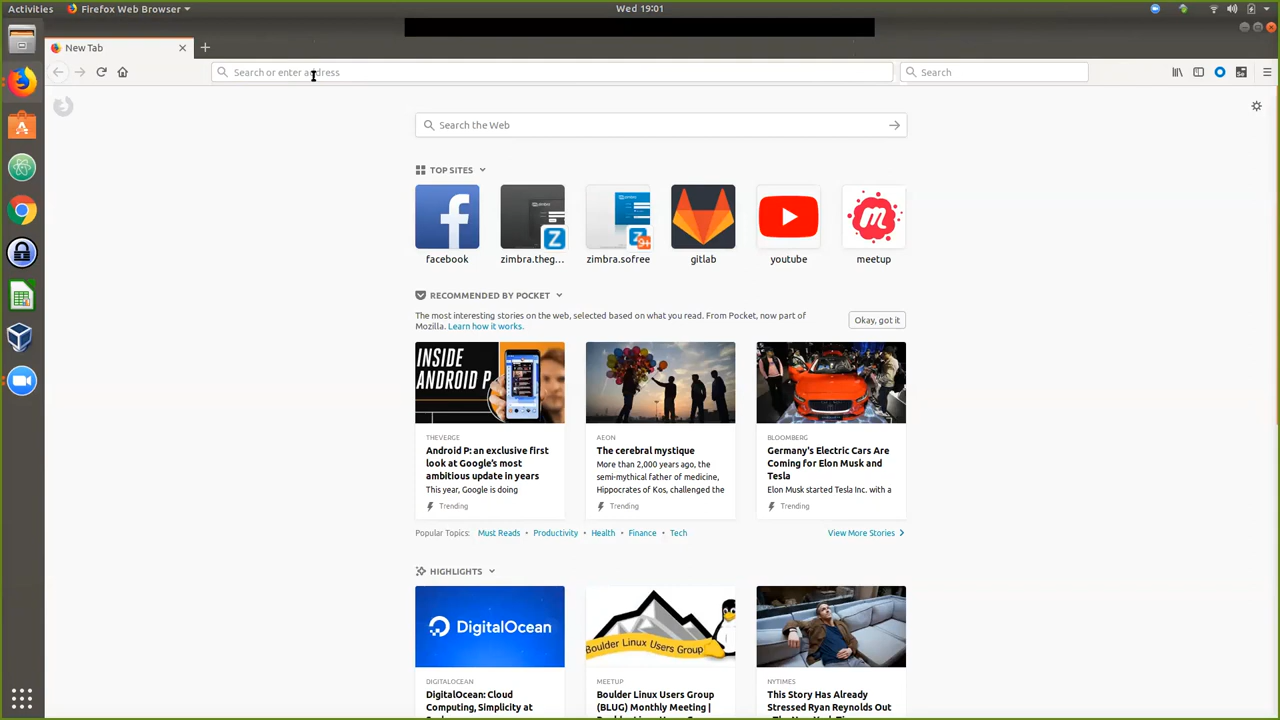 Activities
Firefox Web Browser
Wed 19:01
New Tab
Search or enter address
Search
Search the Web
TOP SITES
facebook
zimbra.theg...
zimbra.sofree
gitlab
youtube
meetup
RECOMMENDED BY POCKET
The most interesting stories on the web, selected based on what you read. From Pocket, now part of
Mozilla. Learn how it works.
Okay, got it
INSIDE
ANDROID P
THEVERGE
Android P: an exclusive first
look at Google's most
ambitious update in years
This year, Google is doing
Trending
AEON
The cerebral mystique
More than 2,000 years ago, the
semi-mythical father of medicine,
Hippocrates of Kos, challenged the
Trending
BLOOMBERG
Germany's Electric Cars Are
Coming for Elon Musk and
Tesla
Elon Musk started Tesla Inc. with a
Trending
Popular Topics: Must Reads • Productivity • Health • Finance • Tech
View More Stories
HIGHLIGHTS
DigitalOcean
Boulder Linux Users Group
DIGITALOCEAN
DigitalOcean: Cloud
Computing, Simplicity at
MEETUP
Boulder Linux Users Group
(BLUG) Monthly Meeting |
NYTIMES
This Story Has Already
Stressed Ryan Reynolds Out